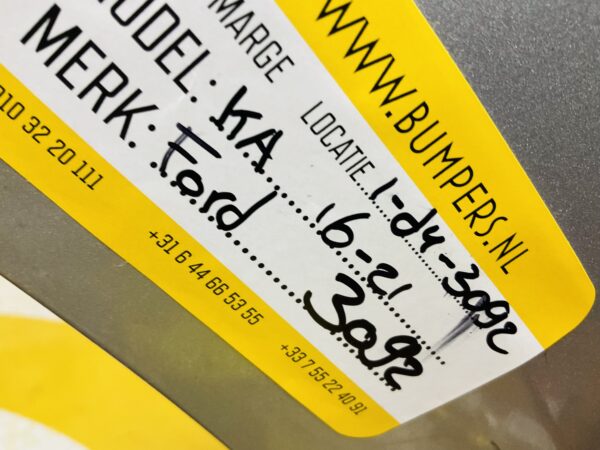 WWW.BUMPERS.NL
MARGE LOCATIE 1-d4-3092
MODEL: KA 16-21
MERK: Ford 3092
010 32 20 111 +31 6 44 66 53 55 +33 7 55 22 40 91